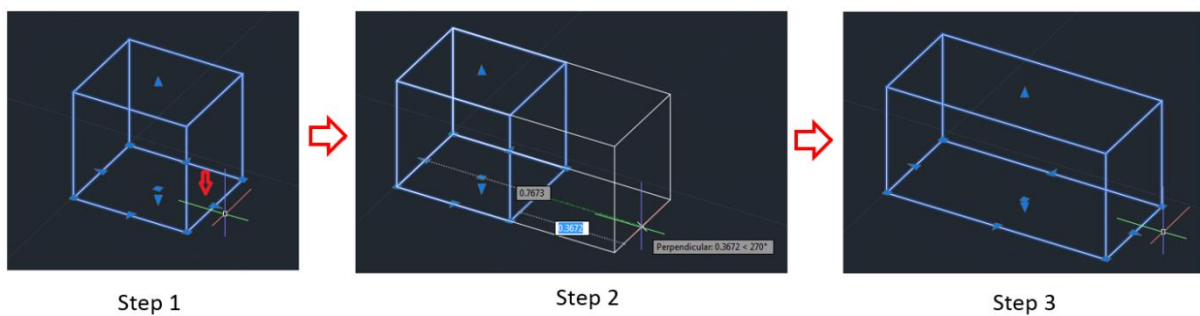 0.7673
0.3672
Perpendicular: 0.3672 < 270°
Step 1
Step 2
Step 3